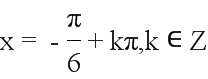 x = - π/6 + kπ,k ∈ Z